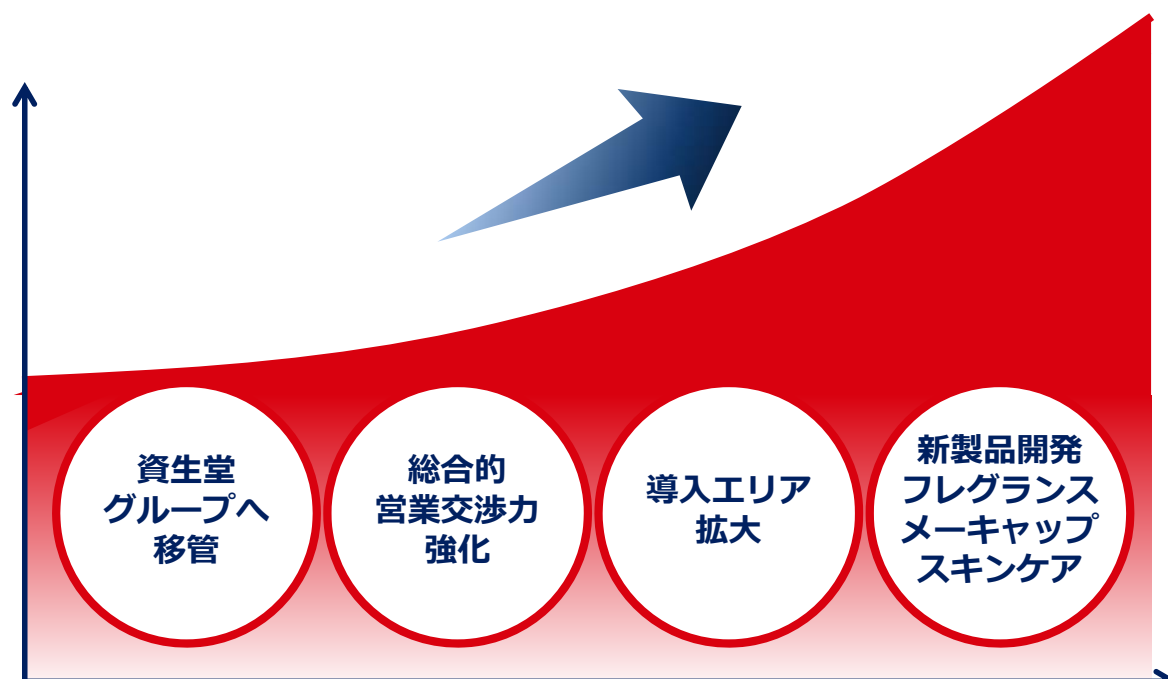 資生堂
グループへ
移管
総合的
営業交渉力
強化
導入エリア
拡大
新製品開発
フレグランス
メーキャップ
スキンケア